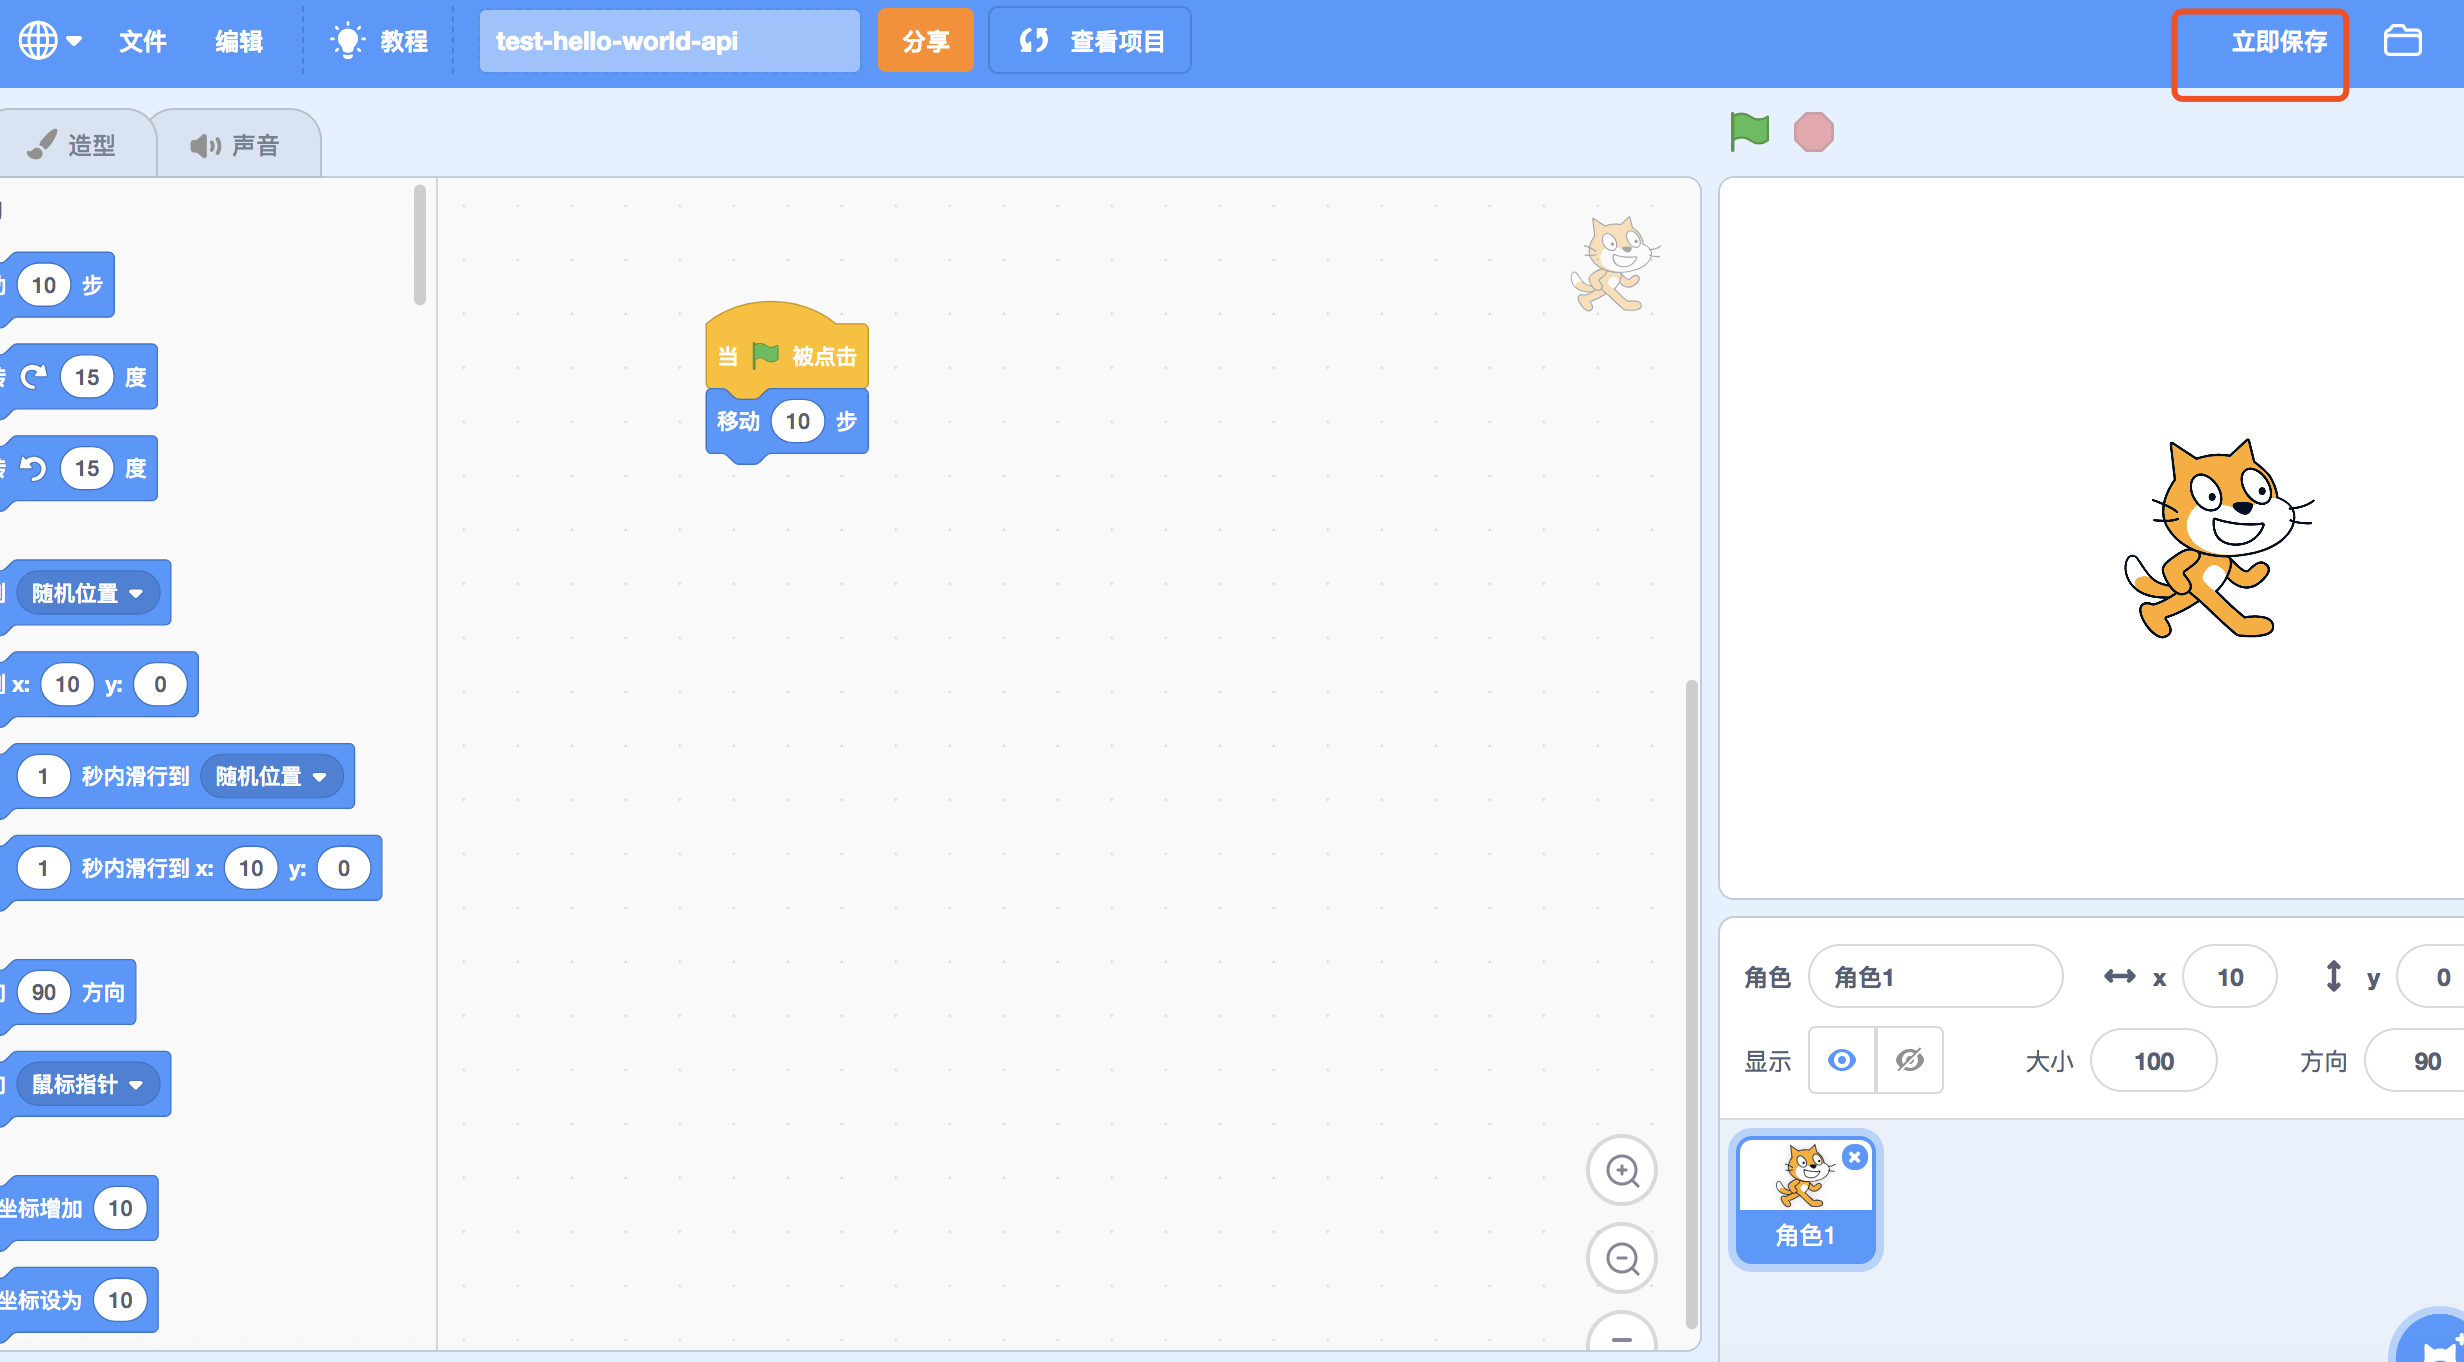 文件 编辑 教程 test-hello-world-api 分享 查看项目 立即保存
造型 声音
10 步
15 度
15 度
随机位置
x: 10 y: 0
1 秒内滑行到 随机位置
1 秒内滑行到 x: 10 y: 0
90 方向
鼠标指针
坐标增加 10
坐标设为 10
当 被点击
移动 10 步
角色 角色1 x 10 y 0
显示 大小 100 方向 90
角色1